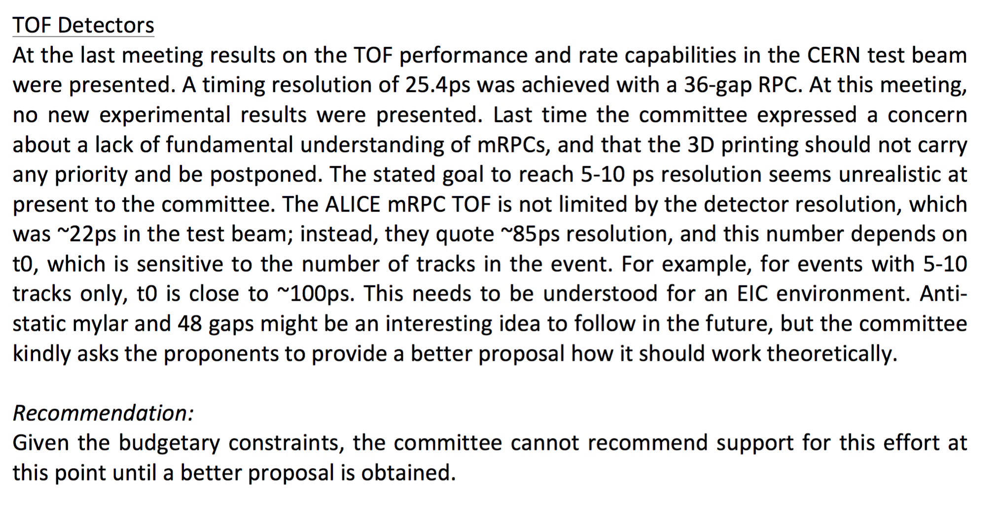 TOF Detectors
At the last meeting results on the TOF performance and rate capabilities in the CERN test beam
were presented. A timing resolution of 25.4ps was achieved with a 36-gap RPC. At this meeting,
no new experimental results were presented. Last time the committee expressed a concern
about a lack of fundamental understanding of mRPCs, and that the 3D printing should not carry
any priority and be postponed. The stated goal to reach 5-10 ps resolution seems unrealistic at
present to the committee. The ALICE mRPC TOF is not limited by the detector resolution, which
was ~22ps in the test beam; instead, they quote ~85ps resolution, and this number depends on
t0, which is sensitive to the number of tracks in the event. For example, for events with 5-10
tracks only, t0 is close to ~100ps. This needs to be understood for an EIC environment. Anti-
static mylar and 48 gaps might be an interesting idea to follow in the future, but the committee
kindly asks the proponents to provide a better proposal how it should work theoretically.
Recommendation:
Given the budgetary constraints, the committee cannot recommend support for this effort at
this point until a better proposal is obtained.